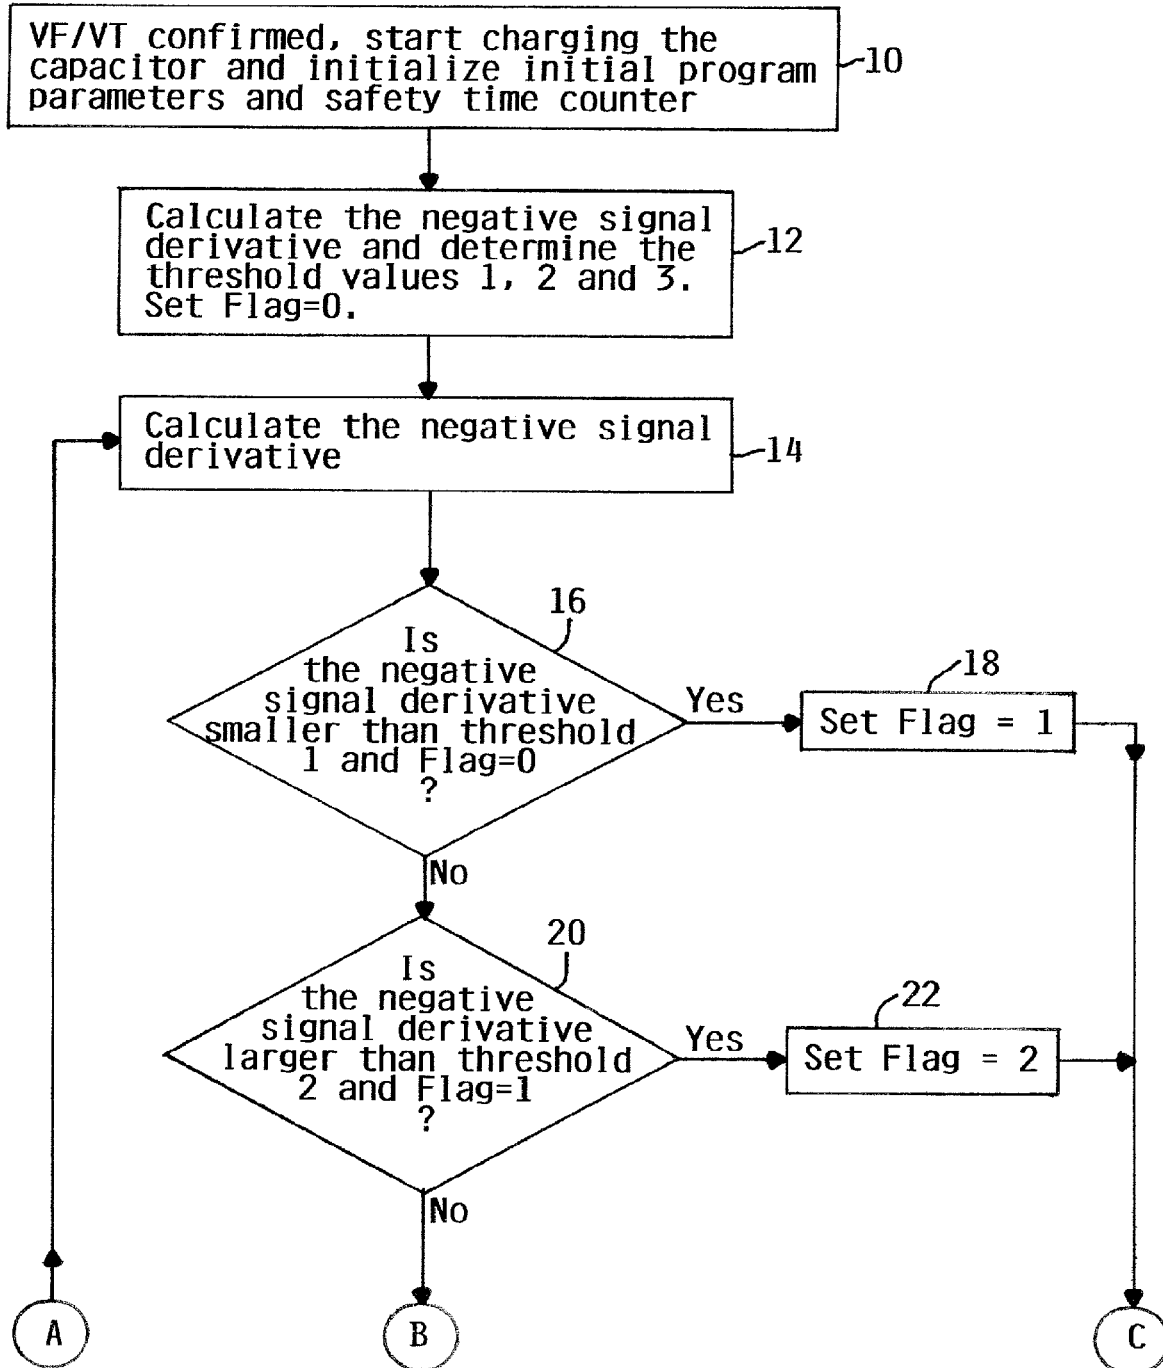 VF/VT confirmed, start charging the
capacitor and initialize initial program
parameters and safety time counter
10
Calculate the negative signal
derivative and determine the
threshold values 1, 2 and 3.
Set Flag=0.
12
Calculate the negative signal
derivative
14
16
Is
the negative
signal derivative
smaller than threshold
1 and Flag=0
?
Yes
18
Set Flag = 1
No
20
Is
the negative
signal derivative
larger than threshold
2 and Flag=1
?
Yes
22
Set Flag = 2
No
A
B
C